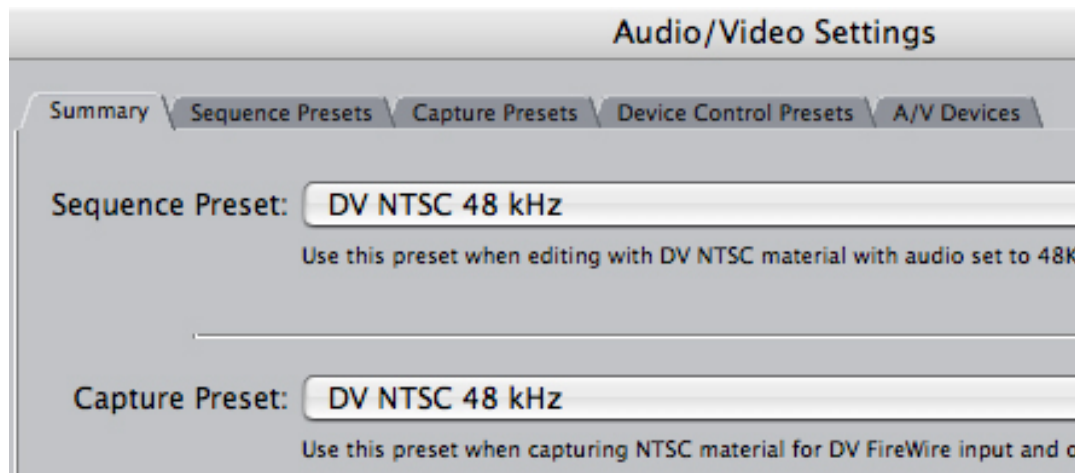 Audio/Video Settings
Summary Sequence Presets Capture Presets Device Control Presets A/V Devices
Sequence Preset: DV NTSC 48 kHz
Use this preset when editing with DV NTSC material with audio set to 48K
Capture Preset: DV NTSC 48 kHz
Use this preset when capturing NTSC material for DV FireWire input and